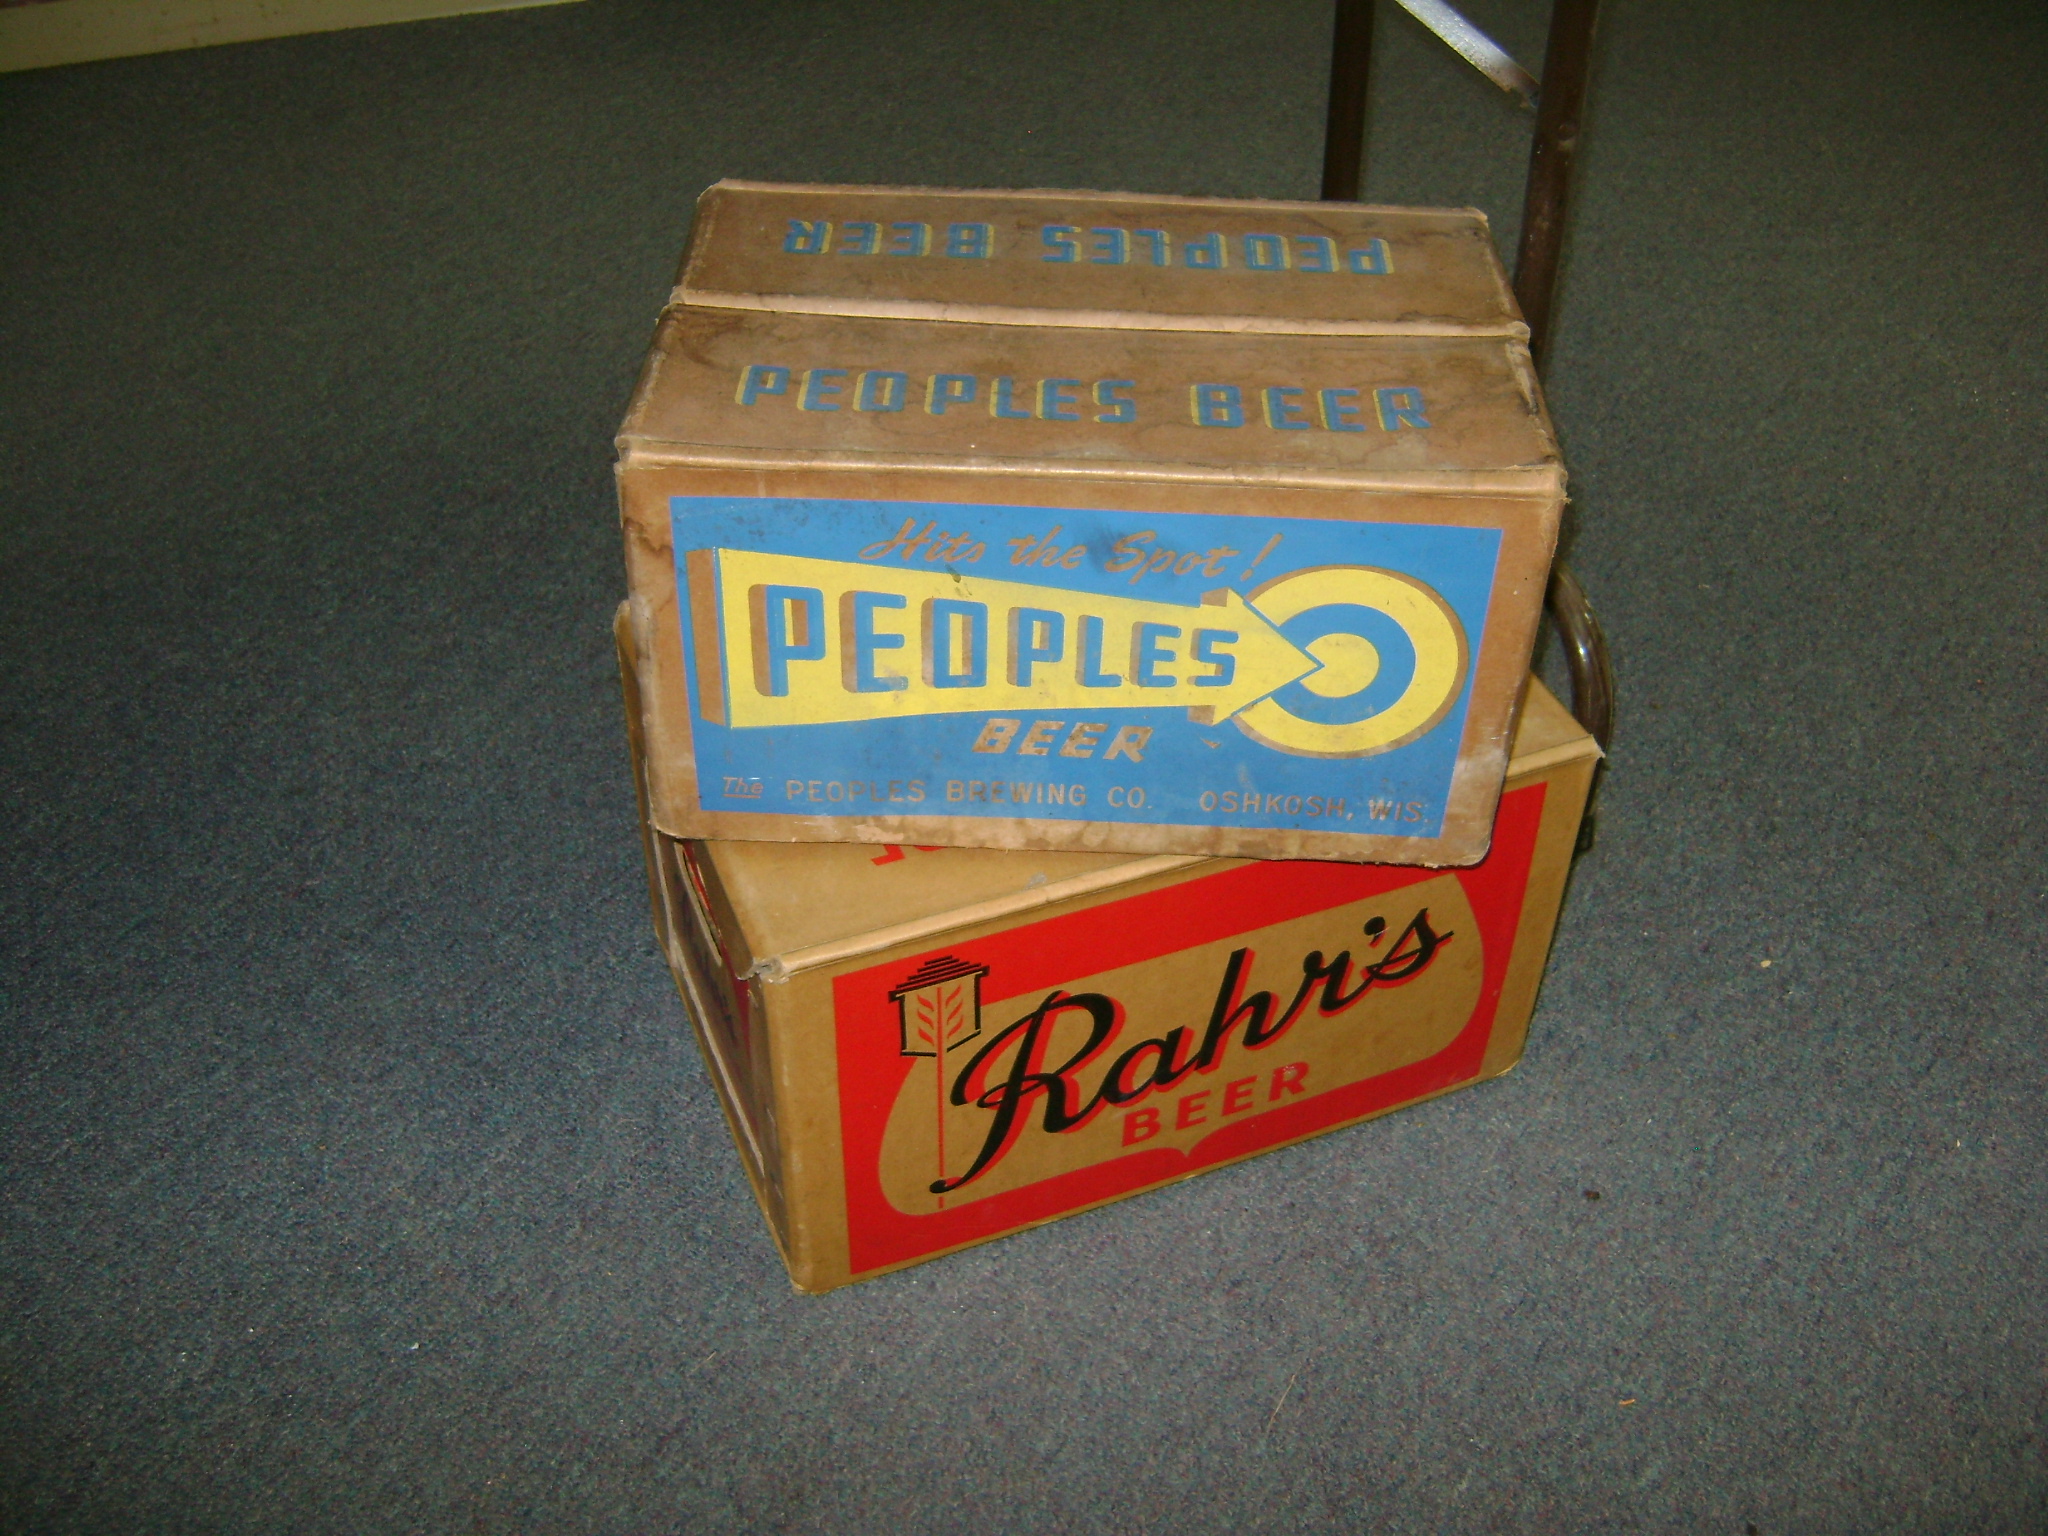 PEOPLES BEER
PEOPLES BEER
Hits the Spot!
PEOPLES
BEER
The PEOPLES BREWING CO. OSHKOSH, WIS.
Rahr's
BEER